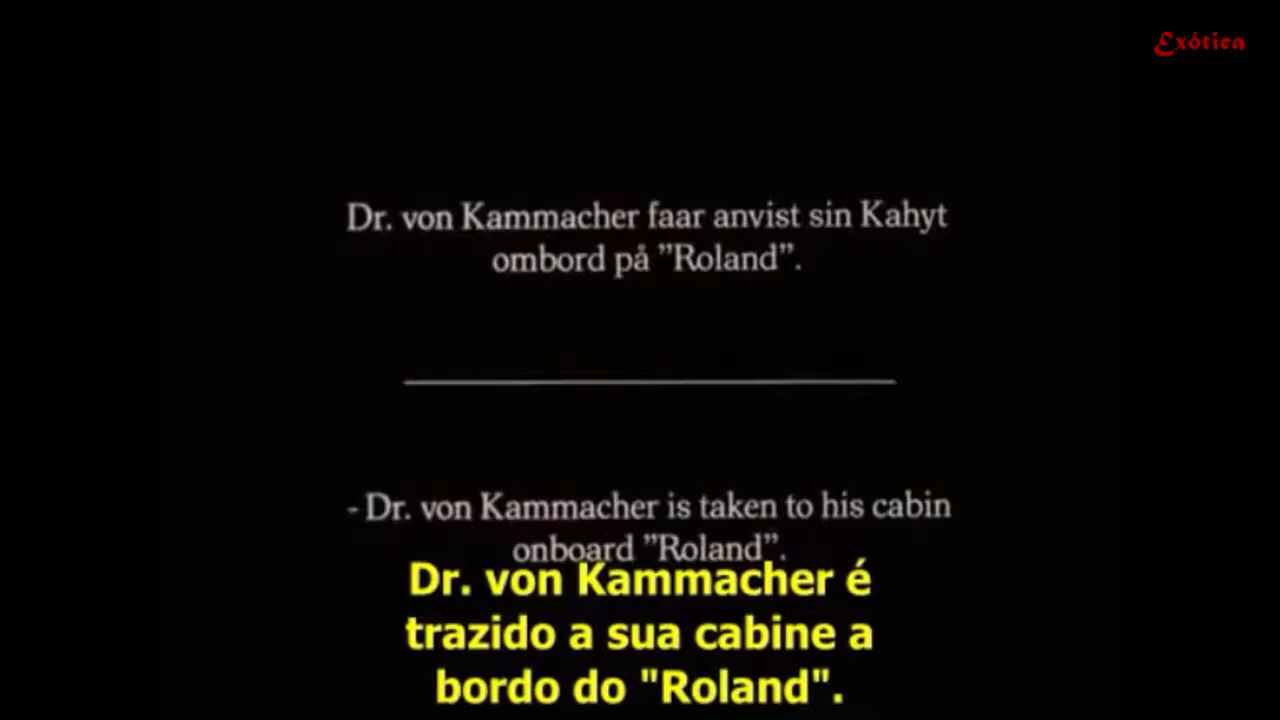 Exótica
Dr. von Kammacher faar anvist sin Kahyt
ombord på ”Roland”.
- Dr. von Kammacher is taken to his cabin
onboard ”Roland”.
Dr. von Kammacher é
trazido a sua cabine a
bordo do "Roland".